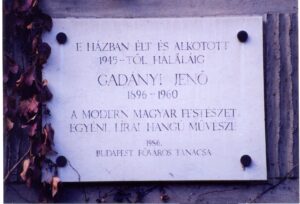 E HÁZBAN ÉLT ÉS ALKOTOTT
1945-TŐL HALÁLÁIG
GADÁNYI JENŐ
1896-1960
A MODERN MAGYAR FESTÉSZET
EGYÉNI, LÍRAI HANGÚ MŰVÉSZE
1986.
BUDAPEST FŐVÁROS TANÁCSA